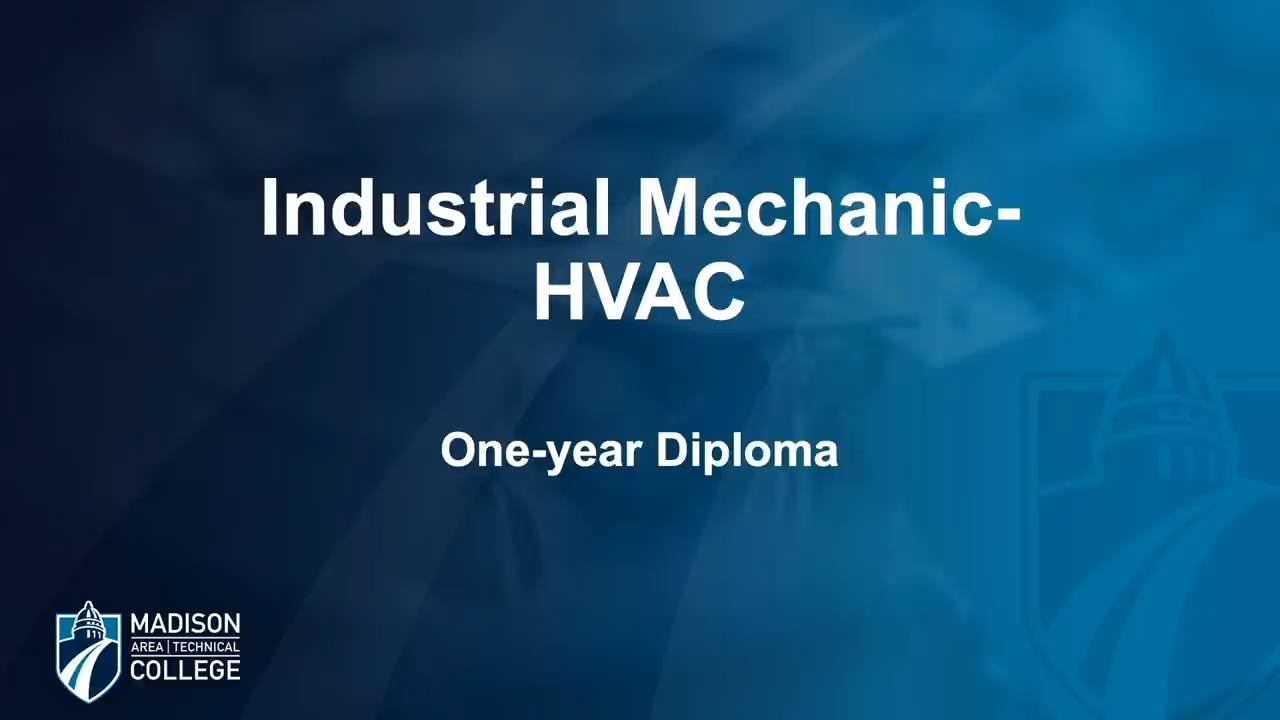 Industrial Mechanic-
HVAC
One-year Diploma
MADISON
AREA | TECHNICAL
COLLEGE